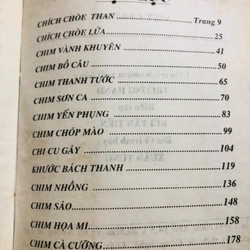 CHÍCH CHÒE THAN Trang 9
CHÍCH CHÒE LỬA 25
CHIM VÀNH KHUYÊN 41
CHIM BỒ CÂU 50
CHIM THANH TƯỚC 65
CHIM SƠN CA 70
CHIM YẾN PHỤNG 83
CHIM CHÓP MÀO 99
CHI CU GÁY 104
KHƯỚU BÁCH THANH 119
CHIM NHỒNG 136
CHIM SÁO 148
CHIM HỌA MI 158
CHIM CÀ CƯỠNG 178